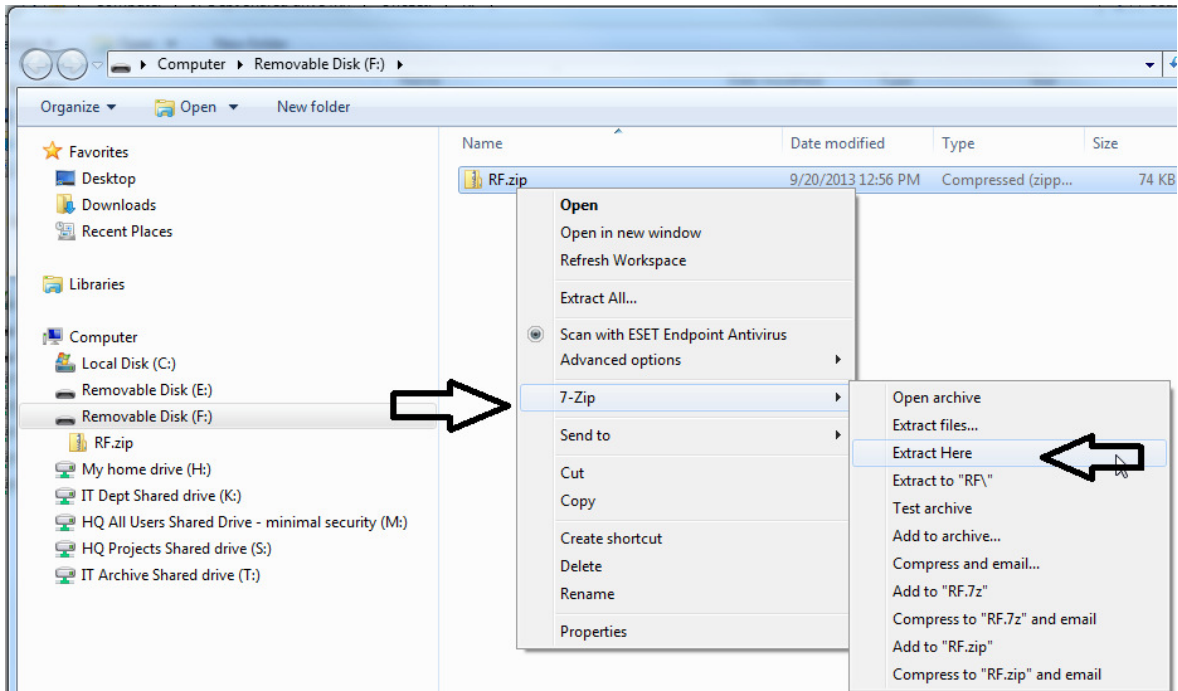 Computer Removable Disk (F:)
Organize Open New folder
Favorites
Desktop
Downloads
Recent Places
Libraries
Computer
Local Disk (C:)
Removable Disk (E:)
Removable Disk (F:)
RF.zip
My home drive (H:)
IT Dept Shared drive (K:)
HQ All Users Shared Drive - minimal security (M:)
HQ Projects Shared drive (S:)
IT Archive Shared drive (T:)
Name Date modified Type Size
RF.zip 9/20/2013 12:56 PM Compressed (zipp... 74 KB
Open
Open in new window
Refresh Workspace
Extract All...
Scan with ESET Endpoint Antivirus
Advanced options
7-Zip
Send to
Cut
Copy
Create shortcut
Delete
Rename
Properties
Open archive
Extract files...
Extract Here
Extract to "RF\"
Test archive
Add to archive...
Compress and email...
Add to "RF.7z"
Compress to "RF.7z" and email
Add to "RF.zip"
Compress to "RF.zip" and email